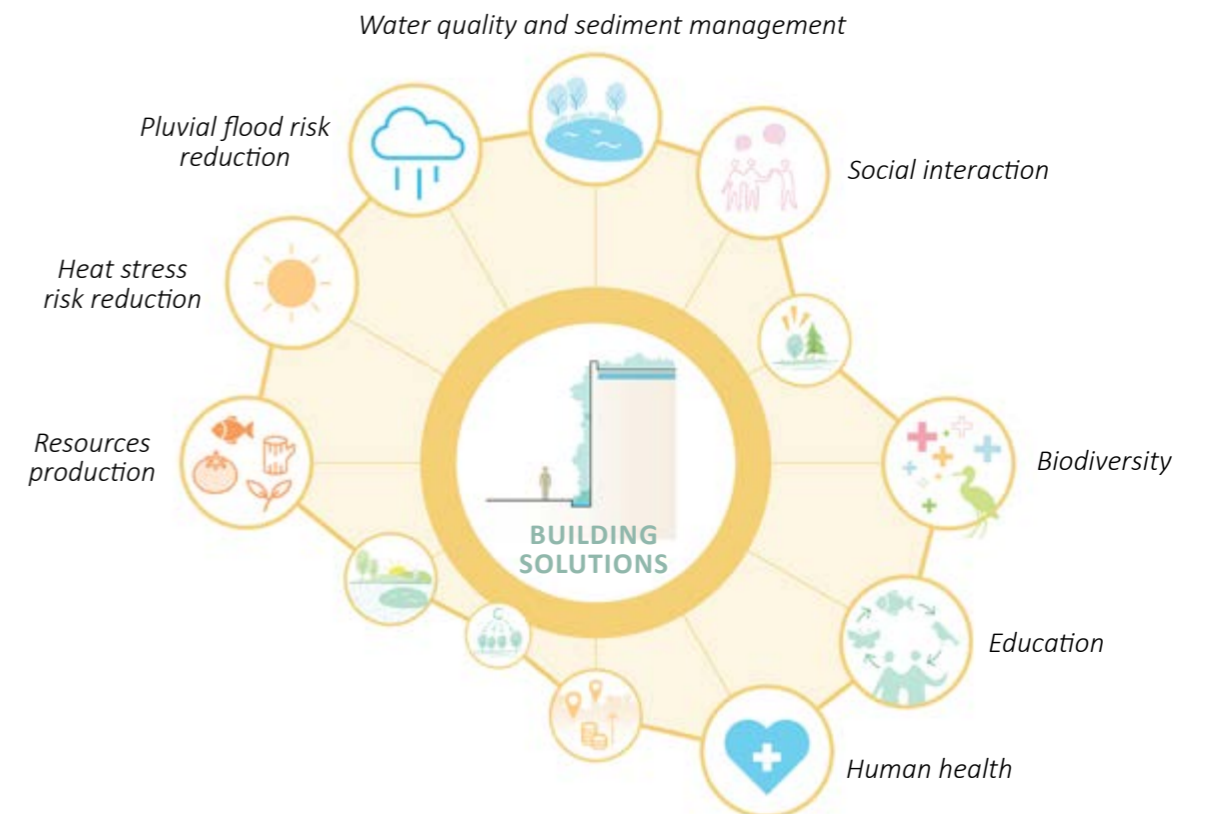 Water quality and sediment management
Pluvial flood risk
reduction
Social interaction
Heat stress
risk reduction
Resources
production
Biodiversity
BUILDING
SOLUTIONS
Education
Human health